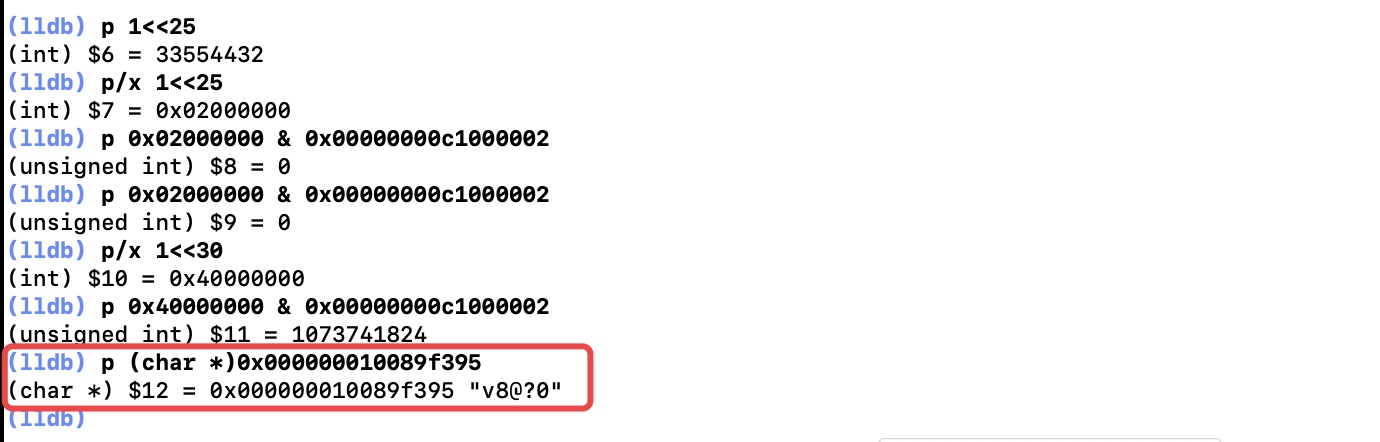 (lldb) p 1<<25
(int) $6 = 33554432
(lldb) p/x 1<<25
(int) $7 = 0x02000000
(lldb) p 0x02000000 & 0x00000000c1000002
(unsigned int) $8 = 0
(lldb) p 0x02000000 & 0x00000000c1000002
(unsigned int) $9 = 0
(lldb) p/x 1<<30
(int) $10 = 0x40000000
(lldb) p 0x40000000 & 0x00000000c1000002
(unsigned int) $11 = 1073741824
(lldb) p (char *)0x000000010089f395
(char *) $12 = 0x000000010089f395 "v8@?0"
(lldb)